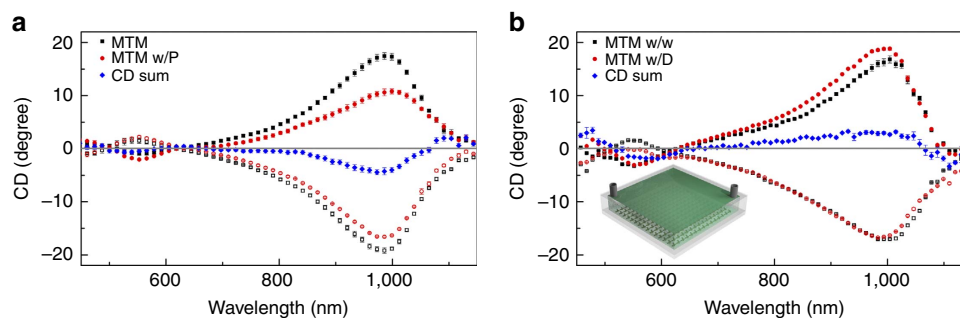 a
MTM
MTM w/P
CD sum
20
10
0
–10
–20
CD (degree)
600
800
1,000
Wavelength (nm)
b
MTM w/w
MTM w/D
CD sum
20
10
0
–10
–20
CD (degree)
600
800
1,000
Wavelength (nm)